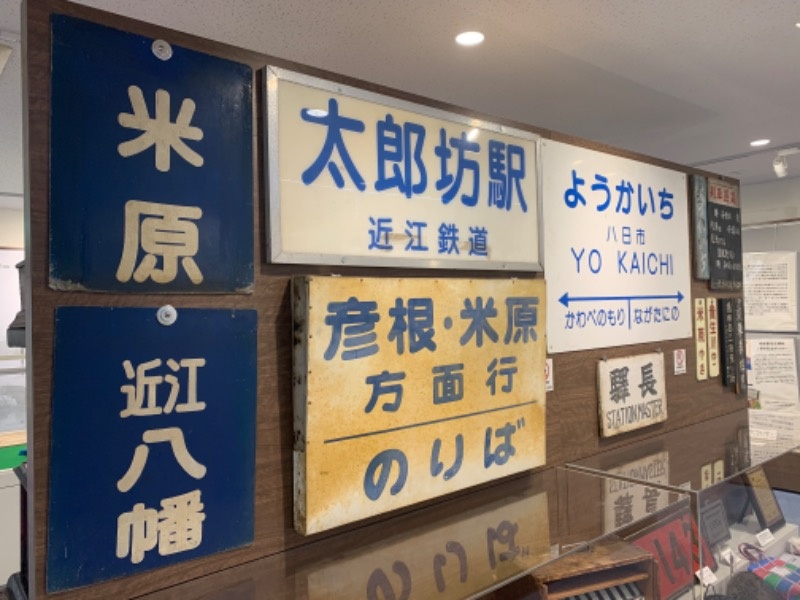 米原
近江八幡
太郎坊駅
近江鉄道
彦根・米原
方面行
のりば
ようかいち
八日市
YO KAICHI
かわべのもり
ながたにの
驛長
STATIONMASTER
143